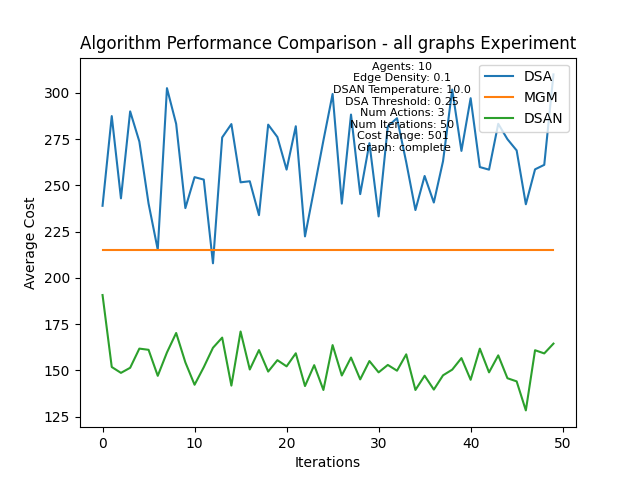 Algorithm Performance Comparison - all graphs Experiment
Agents: 10
Edge Density: 0.1
DSAN Temperature: 10.0
DSA Threshold: 0.25
Num Actions: 3
Num Iterations: 50
Cost Range: 501
Graph: complete
DSA
MGM
DSAN
Average Cost
300
275
250
225
200
175
150
125
0
10
20
30
40
50
Iterations